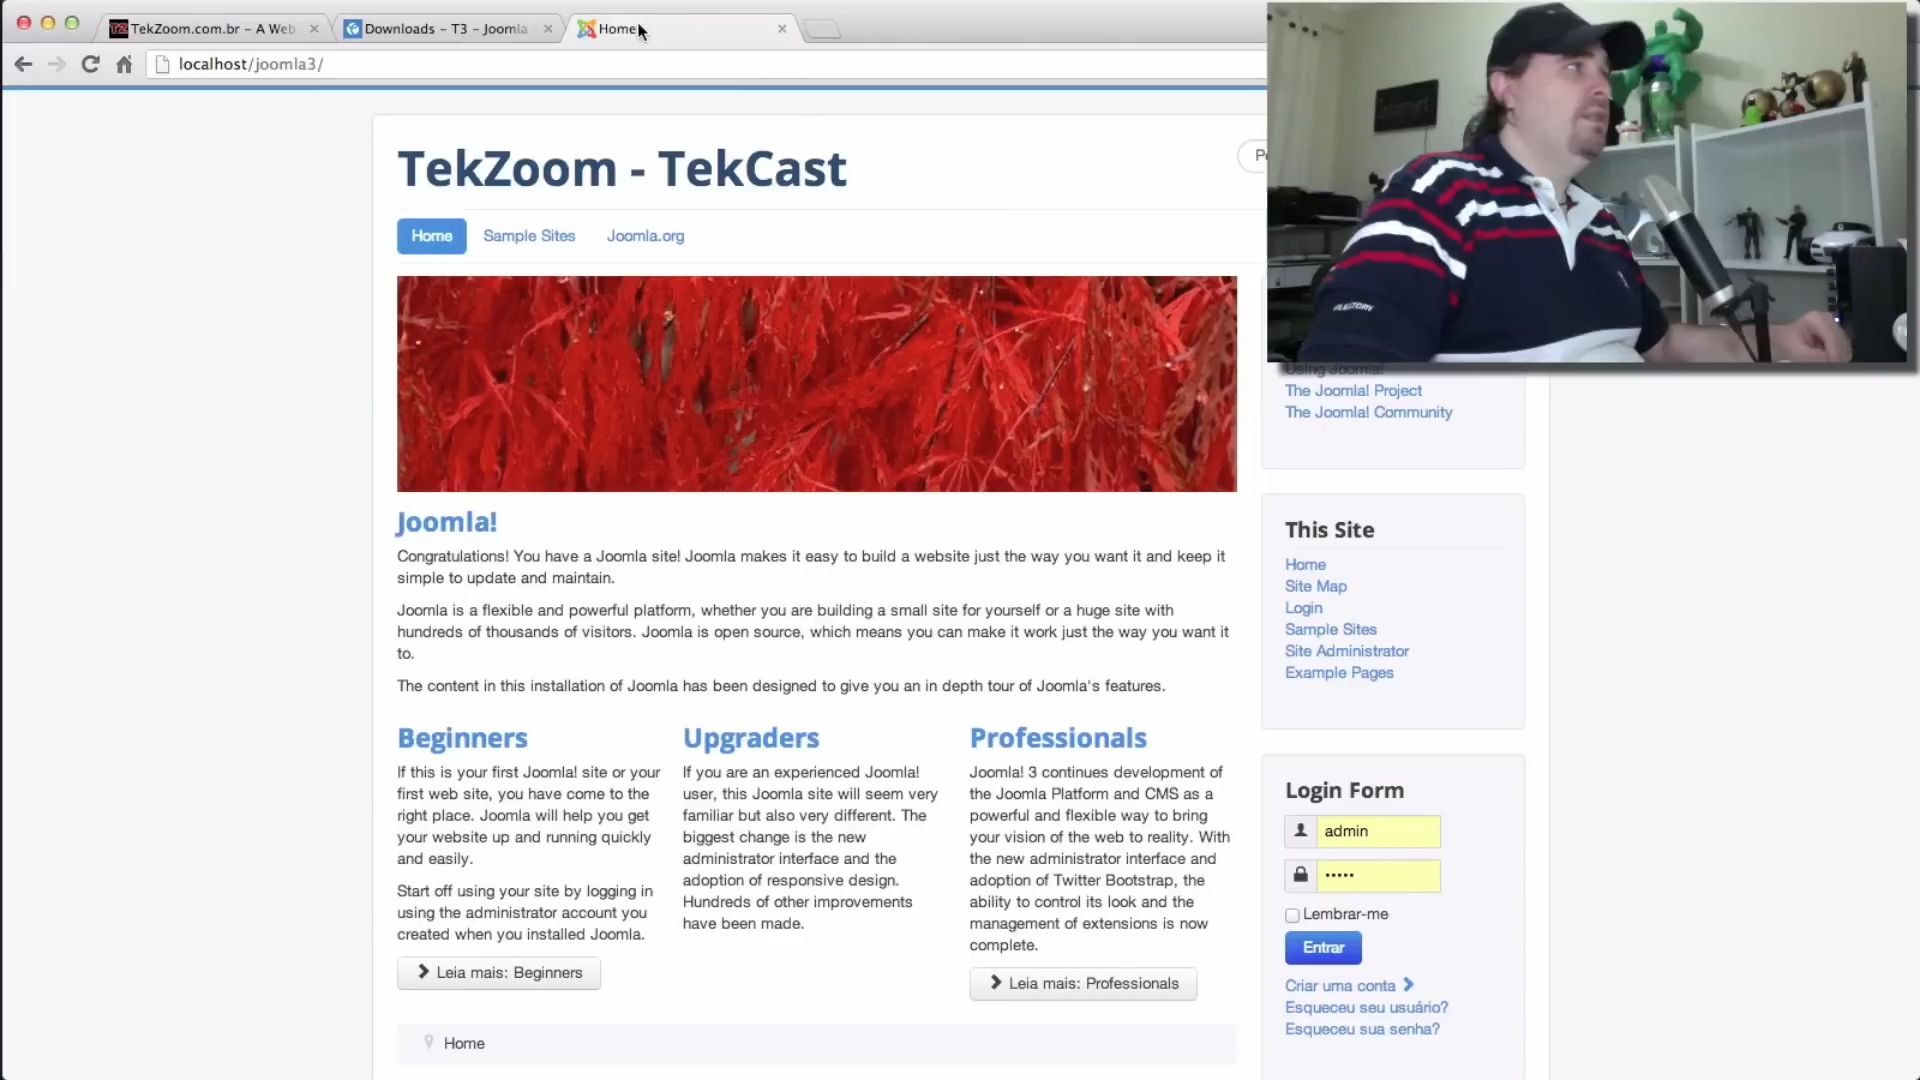 TekZoom.com.br - A Web
Downloads - T3 - Joomla
Home
localhost/joomla3/
TekZoom - TekCast
Home
Sample Sites
Joomla.org
Using Joomla!
The Joomla! Project
The Joomla! Community
Joomla!
Congratulations! You have a Joomla site! Joomla makes it easy to build a website just the way you want it and keep it
simple to update and maintain.
Joomla is a flexible and powerful platform, whether you are building a small site for yourself or a huge site with
hundreds of thousands of visitors. Joomla is open source, which means you can make it work just the way you want it
to.
The content in this installation of Joomla has been designed to give you an in depth tour of Joomla's features.
Beginners
If this is your first Joomla! site or your
first web site, you have come to the
right place. Joomla will help you get
your website up and running quickly
and easily.
Start off using your site by logging in
using the administrator account you
created when you installed Joomla.
Leia mais: Beginners
Upgraders
If you are an experienced Joomla!
user, this Joomla site will seem very
familiar but also very different. The
biggest change is the new
administrator interface and the
adoption of responsive design.
Hundreds of other improvements
have been made.
Professionals
Joomla! 3 continues development of
the Joomla Platform and CMS as a
powerful and flexible way to bring
your vision of the web to reality. With
the new administrator interface and
adoption of Twitter Bootstrap, the
ability to control its look and the
management of extensions is now
complete.
Leia mais: Professionals
Home
This Site
Home
Site Map
Login
Sample Sites
Site Administrator
Example Pages
Login Form
admin
•••••
Lembrar-me
Entrar
Criar uma conta
Esqueceu seu usuário?
Esqueceu sua senha?